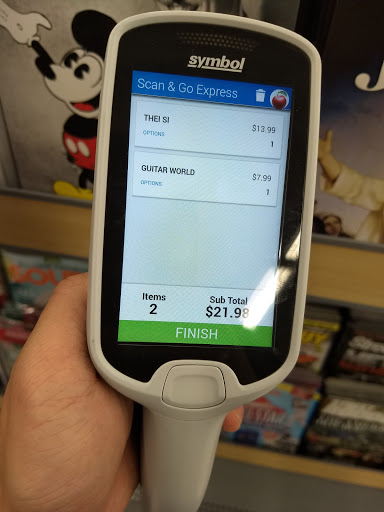 symbol
Scan & Go Express
THEI SI
$13.99
OPTIONS
1
GUITAR WORLD
$7.99
OPTIONS
1
Items
Sub Total
2
$21.98
FINISH
J